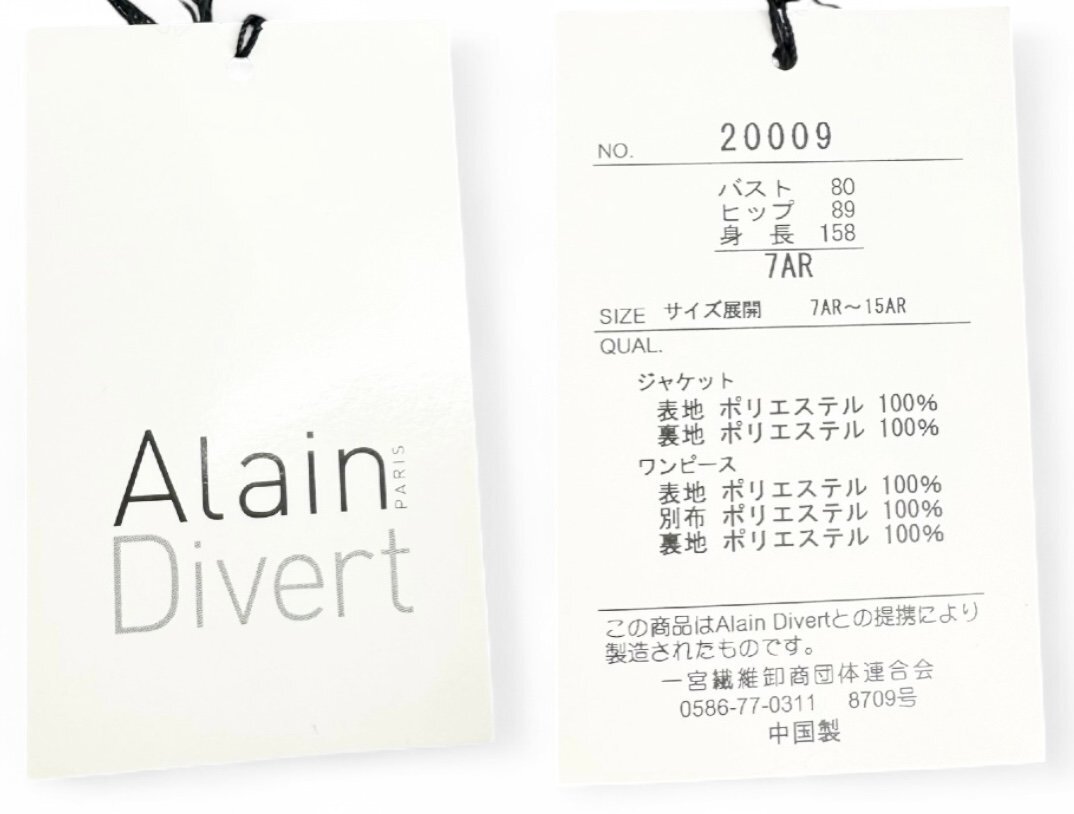 Alain
PARIS
Divert
NO. 20009
バスト 80
ヒップ 89
身 長 158
7AR
SIZE サイズ展開 7AR〜15AR
QUAL.
ジャケット
表地 ポリエステル 100%
裏地 ポリエステル 100%
ワンピース
表地 ポリエステル 100%
別布 ポリエステル 100%
裏地 ポリエステル 100%
この商品はAlain Divertとの提携により
製造されたものです。
一宮繊維卸商団体連合会
0586-77-0311 8709号
中国製